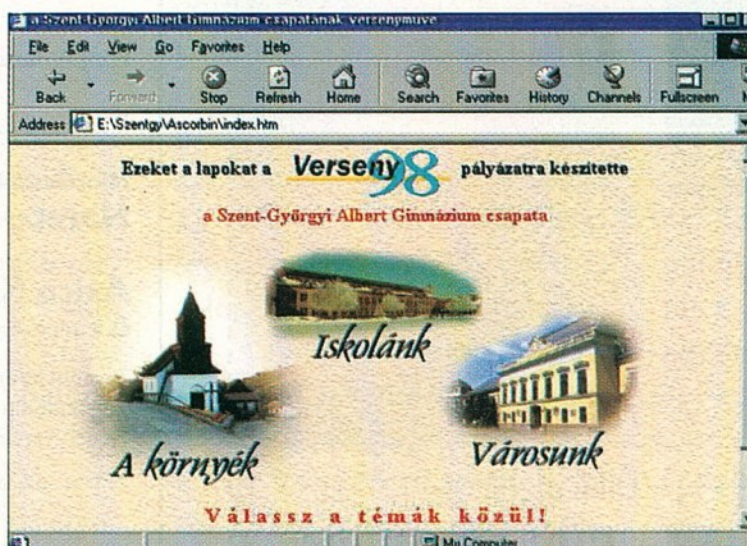 a Szent-Györgyi Albert Gimnázium csapatának versenyműve
File Edit View Go Favorites Help
Back Forward Stop Refresh Home Search Favorites History Channels Fullscreen
Address E:\Szentgy\Ascorbin\index.htm
Ezeket a lapokat a Verseny 98 pályázatra készítette
a Szent-Györgyi Albert Gimnázium csapata
Iskolánk
A környék
Városunk
Válassz a témák közül!
My Computer